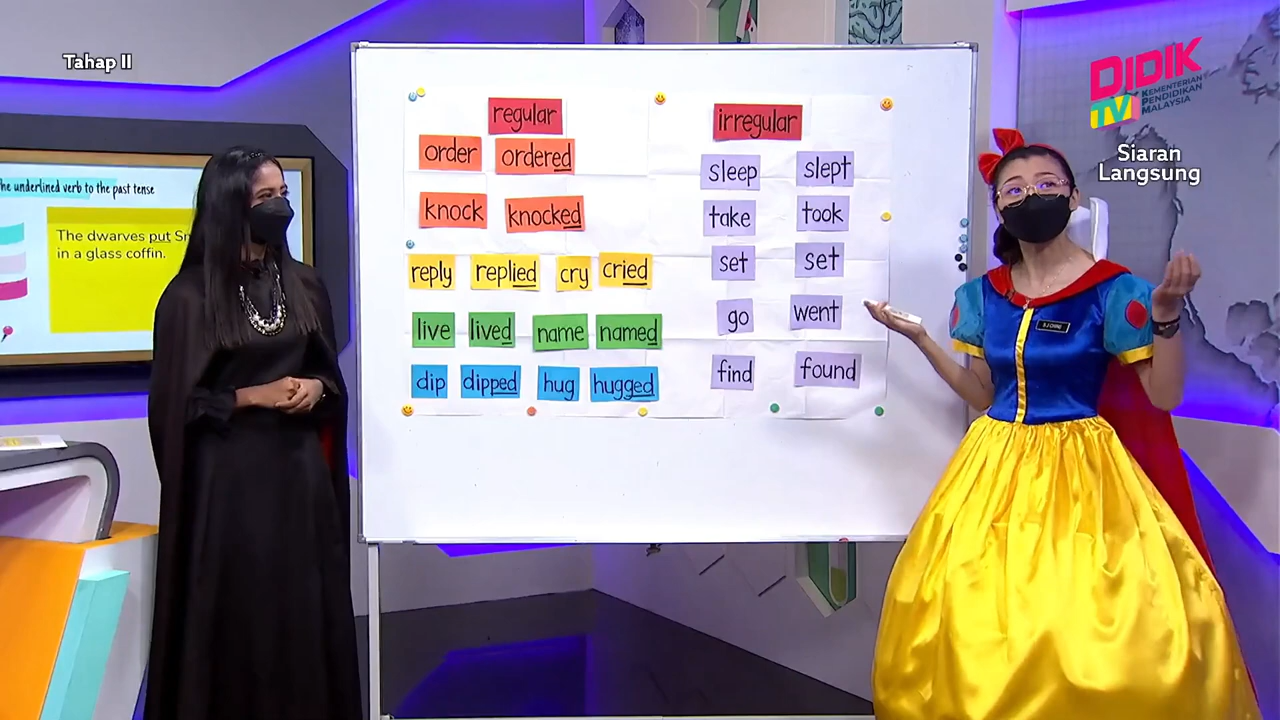 Tahap II
he underlined verb to the past tense
The dwarves put Sn
in a glass coffin.
regular
order ordered
knock knocked
reply replied cry cried
live lived name named
dip dipped hug hugged
irregular
sleep slept
take took
set set
go went
find found
DIDIK
TV KEMENTERIAN
PENDIDIKAN
MALAYSIA
Siaran
Langsung